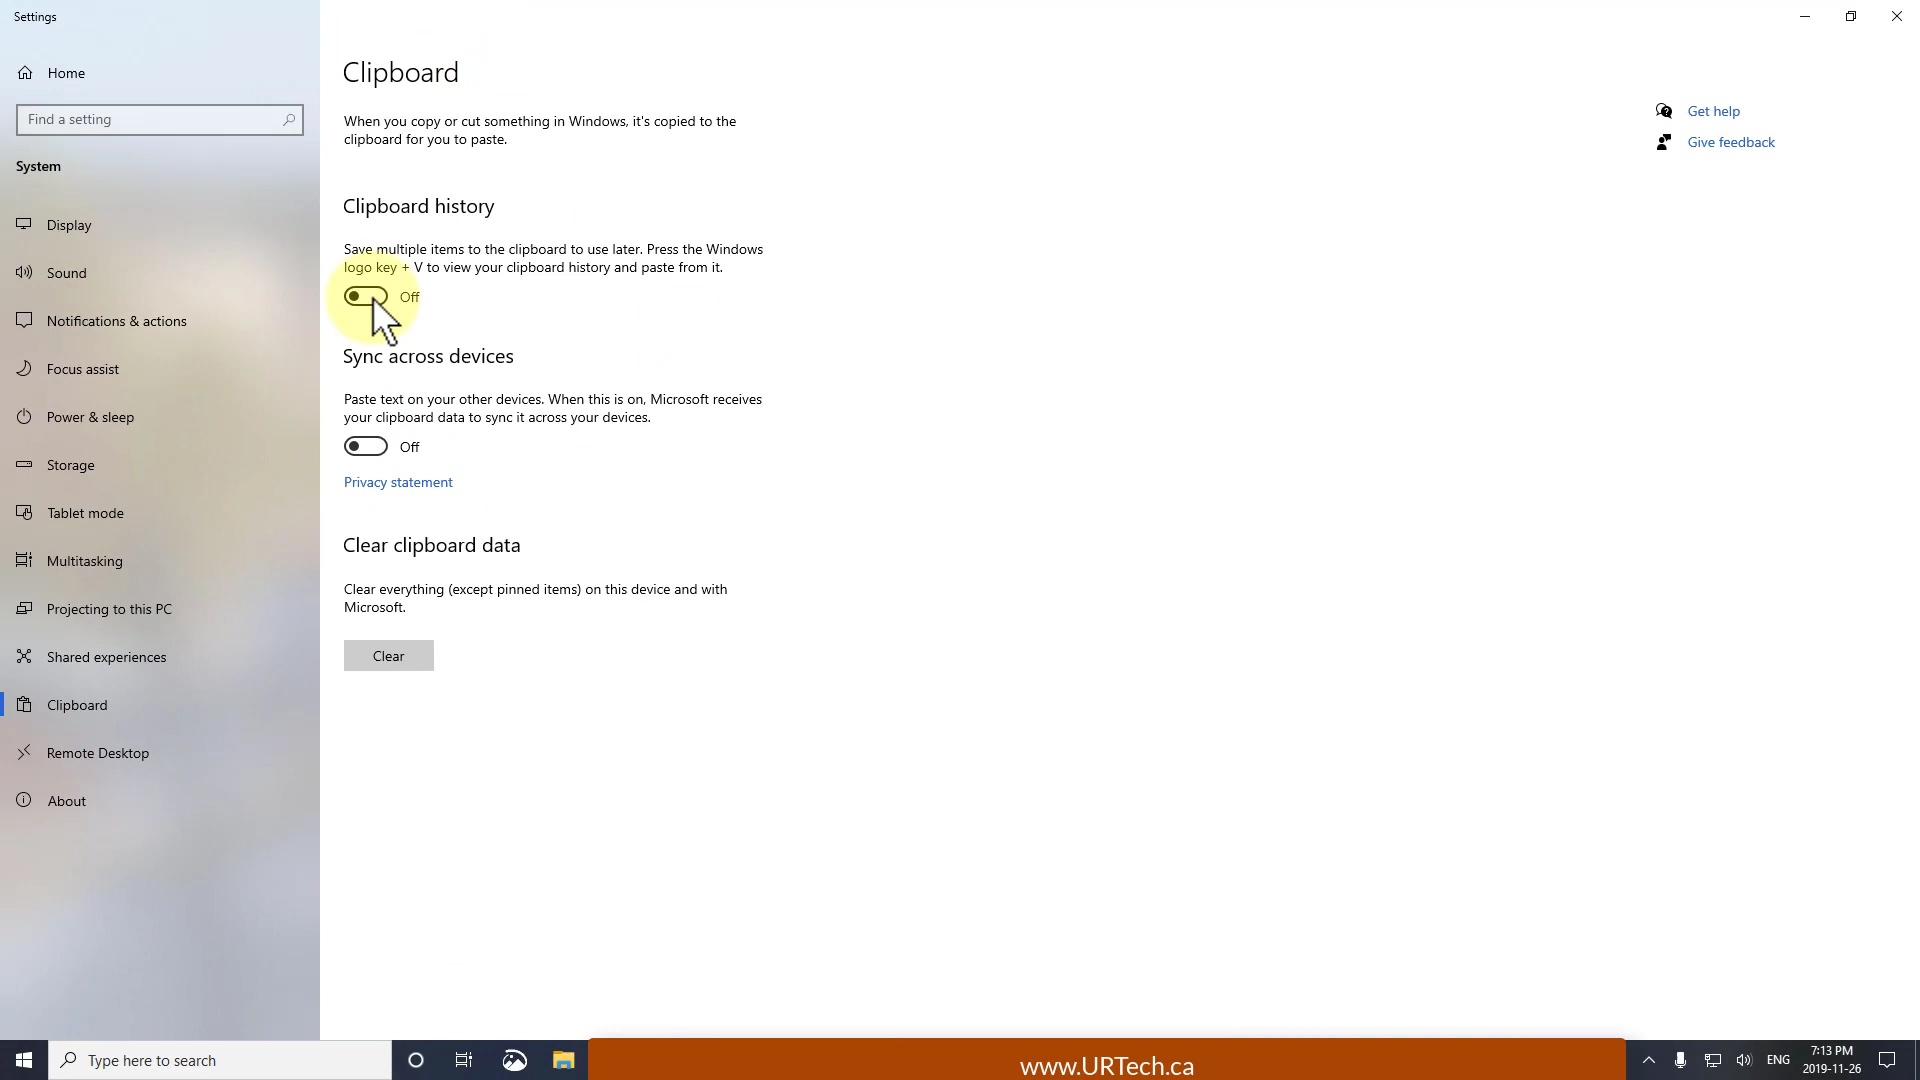 Settings
Home
Find a setting
System
Display
Sound
Notifications & actions
Focus assist
Power & sleep
Storage
Tablet mode
Multitasking
Projecting to this PC
Shared experiences
Clipboard
Remote Desktop
About
Clipboard
When you copy or cut something in Windows, it's copied to the
clipboard for you to paste.
Clipboard history
Save multiple items to the clipboard to use later. Press the Windows
logo key + V to view your clipboard history and paste from it.
Off
Sync across devices
Paste text on your other devices. When this is on, Microsoft receives
your clipboard data to sync it across your devices.
Off
Privacy statement
Clear clipboard data
Clear everything (except pinned items) on this device and with
Microsoft.
Clear
Get help
Give feedback
Type here to search
www.URTech.ca
ENG
7:13 PM
2019-11-26